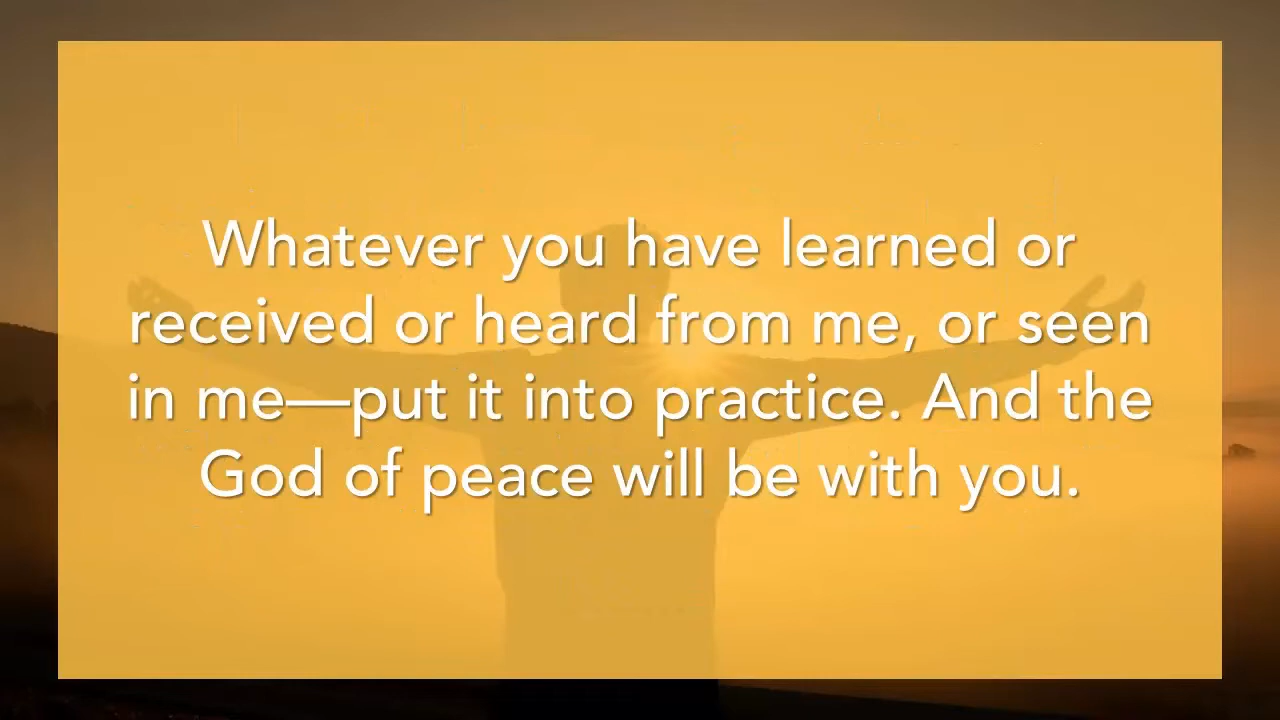 Whatever you have learned or
received or heard from me, or seen
in me—put it into practice. And the
God of peace will be with you.